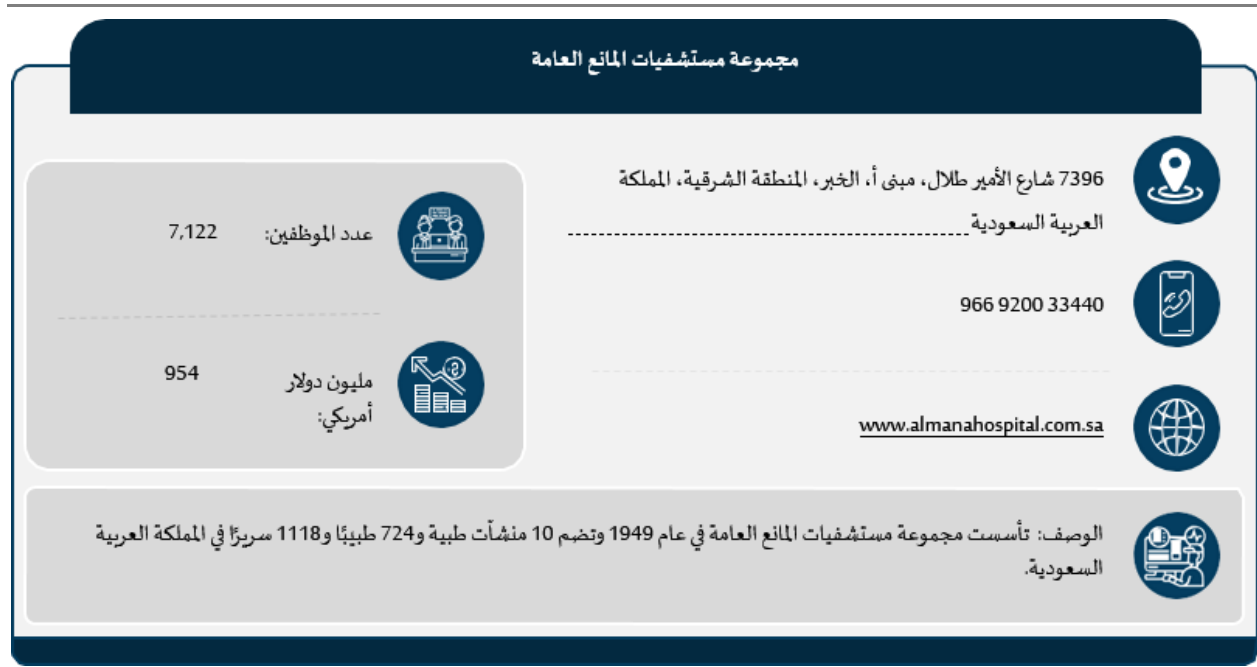 مجموعة مستشفيات المانع العامة
7396 شارع الأمير طلال، مبنى أ، الخبر، المنطقة الشرقية، المملكة
العربية السعودية
966 9200 33440
www.almanahospital.com.sa
عدد الموظفين: 7,122
مليون دولار 954
أمريكي:
الوصف: تأسست مجموعة مستشفيات المانع العامة في عام 1949 وتضم 10 منشآت طبية و724 طبيبًا و1118 سريرًا في المملكة العربية
السعودية.